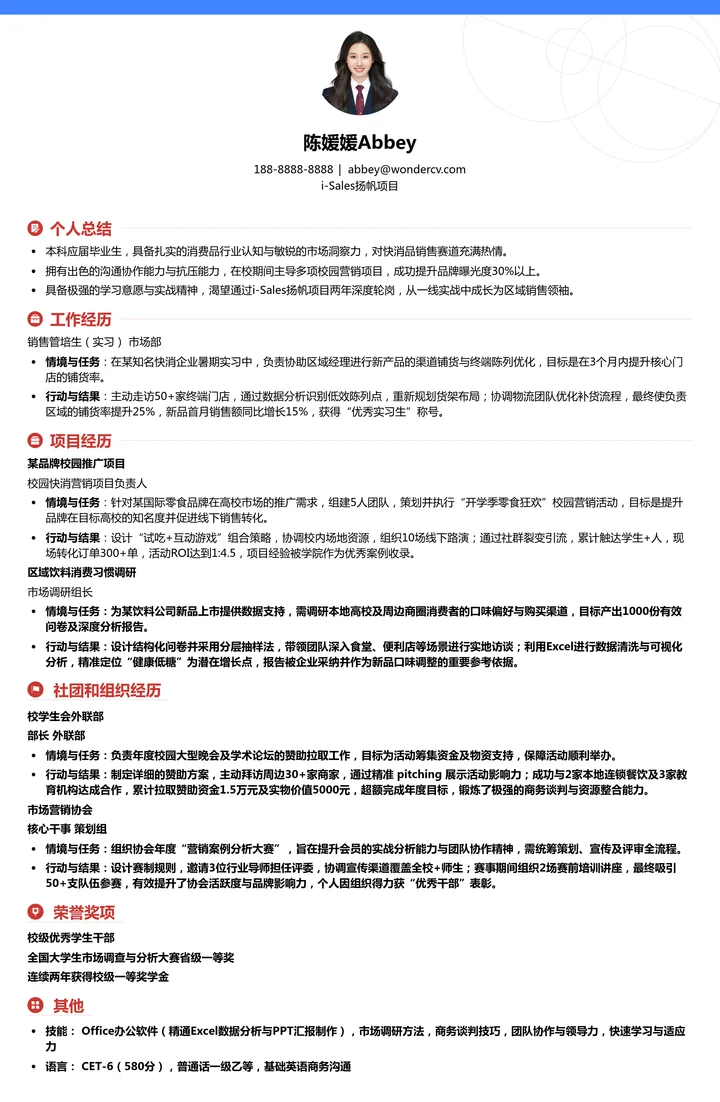 陈媛媛Abbey
188-8888-8888 | abbey@wondercv.com
i-Sales扬帆项目
个人总结
• 本科应届毕业生，具备扎实的消费品行业认知与敏锐的市场洞察力，对快消品销售赛道充满热情。
• 拥有出色的沟通协作能力与抗压能力，在校期间主导多项校园营销项目，成功提升品牌曝光度30%以上。
• 具备极强的学习意愿与实战精神，渴望通过i-Sales扬帆项目两年深度轮岗，从一线实战中成长为区域销售领袖。
工作经历
销售管培生（实习） 市场部
• 情境与任务：在某知名快消企业暑期实习中，负责协助区域经理进行新产品的渠道铺货与终端陈列优化，目标是在3个月内提升核心门
店的铺货率。
• 行动与结果：主动走访50+家终端门店，通过数据分析识别低效陈列点，重新规划货架布局；协调物流团队优化补货流程，最终使负责
区域的铺货率提升25%，新品首月销售额同比增长15%，获得“优秀实习生”称号。
项目经历
某品牌校园推广项目
校园快消营销项目负责人
• 情境与任务：针对某国际零食品牌在高校市场的推广需求，组建5人团队，策划并执行“开学季零食狂欢”校园营销活动，目标是提升
品牌在目标高校的知名度并促进线下销售转化。
• 行动与结果：设计“试吃+互动游戏”组合策略，协调校内场地资源，组织10场线下路演；通过社群裂变引流，累计触达学生+人，现
场转化订单300+单，活动ROI达到1:4.5，项目经验被学院作为优秀案例收录。
区域饮料消费习惯调研
市场调研组长
• 情境与任务：为某饮料公司新品上市提供数据支持，需调研本地高校及周边商圈消费者的口味偏好与购买渠道，目标产出1000份有效
问卷及深度分析报告。
• 行动与结果：设计结构化问卷并采用分层抽样法，带领团队深入食堂、便利店等场景进行实地访谈；利用Excel进行数据清洗与可视化
分析，精准定位“健康低糖”为潜在增长点，报告被企业采纳并作为新品口味调整的重要参考依据。
社团和组织经历
校学生会外联部
部长 外联部
• 情境与任务：负责年度校园大型晚会及学术论坛的赞助拉取工作，目标为活动筹集资金及物资支持，保障活动顺利举办。
• 行动与结果：制定详细的赞助方案，主动拜访周边30+家商家，通过精准 pitching 展示活动影响力；成功与2家本地连锁餐饮及3家教
育机构达成合作，累计拉取赞助资金1.5万元及实物价值5000元，超额完成年度目标，锻炼了极强的商务谈判与资源整合能力。
市场营销协会
核心干事 策划组
• 情境与任务：组织协会年度“营销案例分析大赛”，旨在提升会员的实战分析能力与团队协作精神，需统筹策划、宣传及评审全流程。
• 行动与结果：设计赛制规则，邀请3位行业导师担任评委，协调宣传渠道覆盖全校+师生；赛事期间组织2场赛前培训讲座，最终吸引
50+支队伍参赛，有效提升了协会活跃度与品牌影响力，个人因组织得力获“优秀干部”表彰。
荣誉奖项
校级优秀学生干部
全国大学生市场调查与分析大赛省级一等奖
连续两年获得校级一等奖学金
其他
• 技能： Office办公软件（精通Excel数据分析与PPT汇报制作），市场调研方法，商务谈判技巧，团队协作与领导力，快速学习与适应
力
• 语言： CET-6（580分），普通话一级乙等，基础英语商务沟通